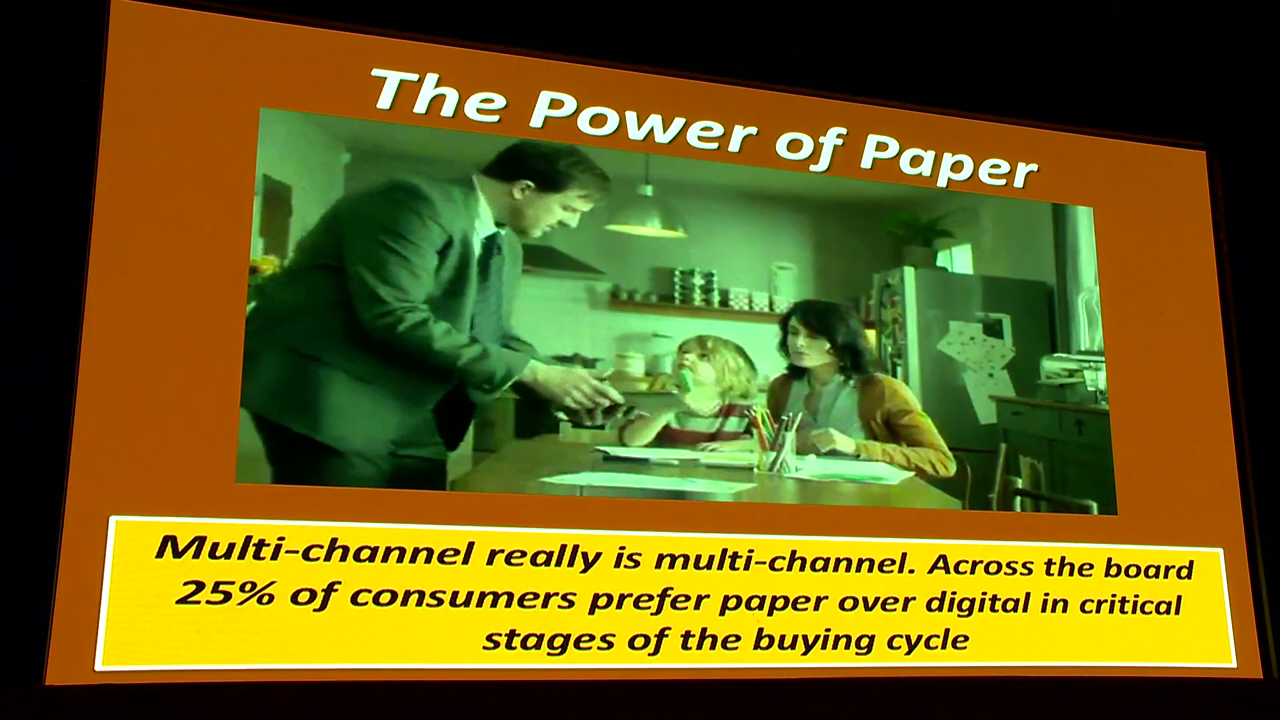 The Power of Paper
Multi-channel really is multi-channel. Across the board
25% of consumers prefer paper over digital in critical
stages of the buying cycle